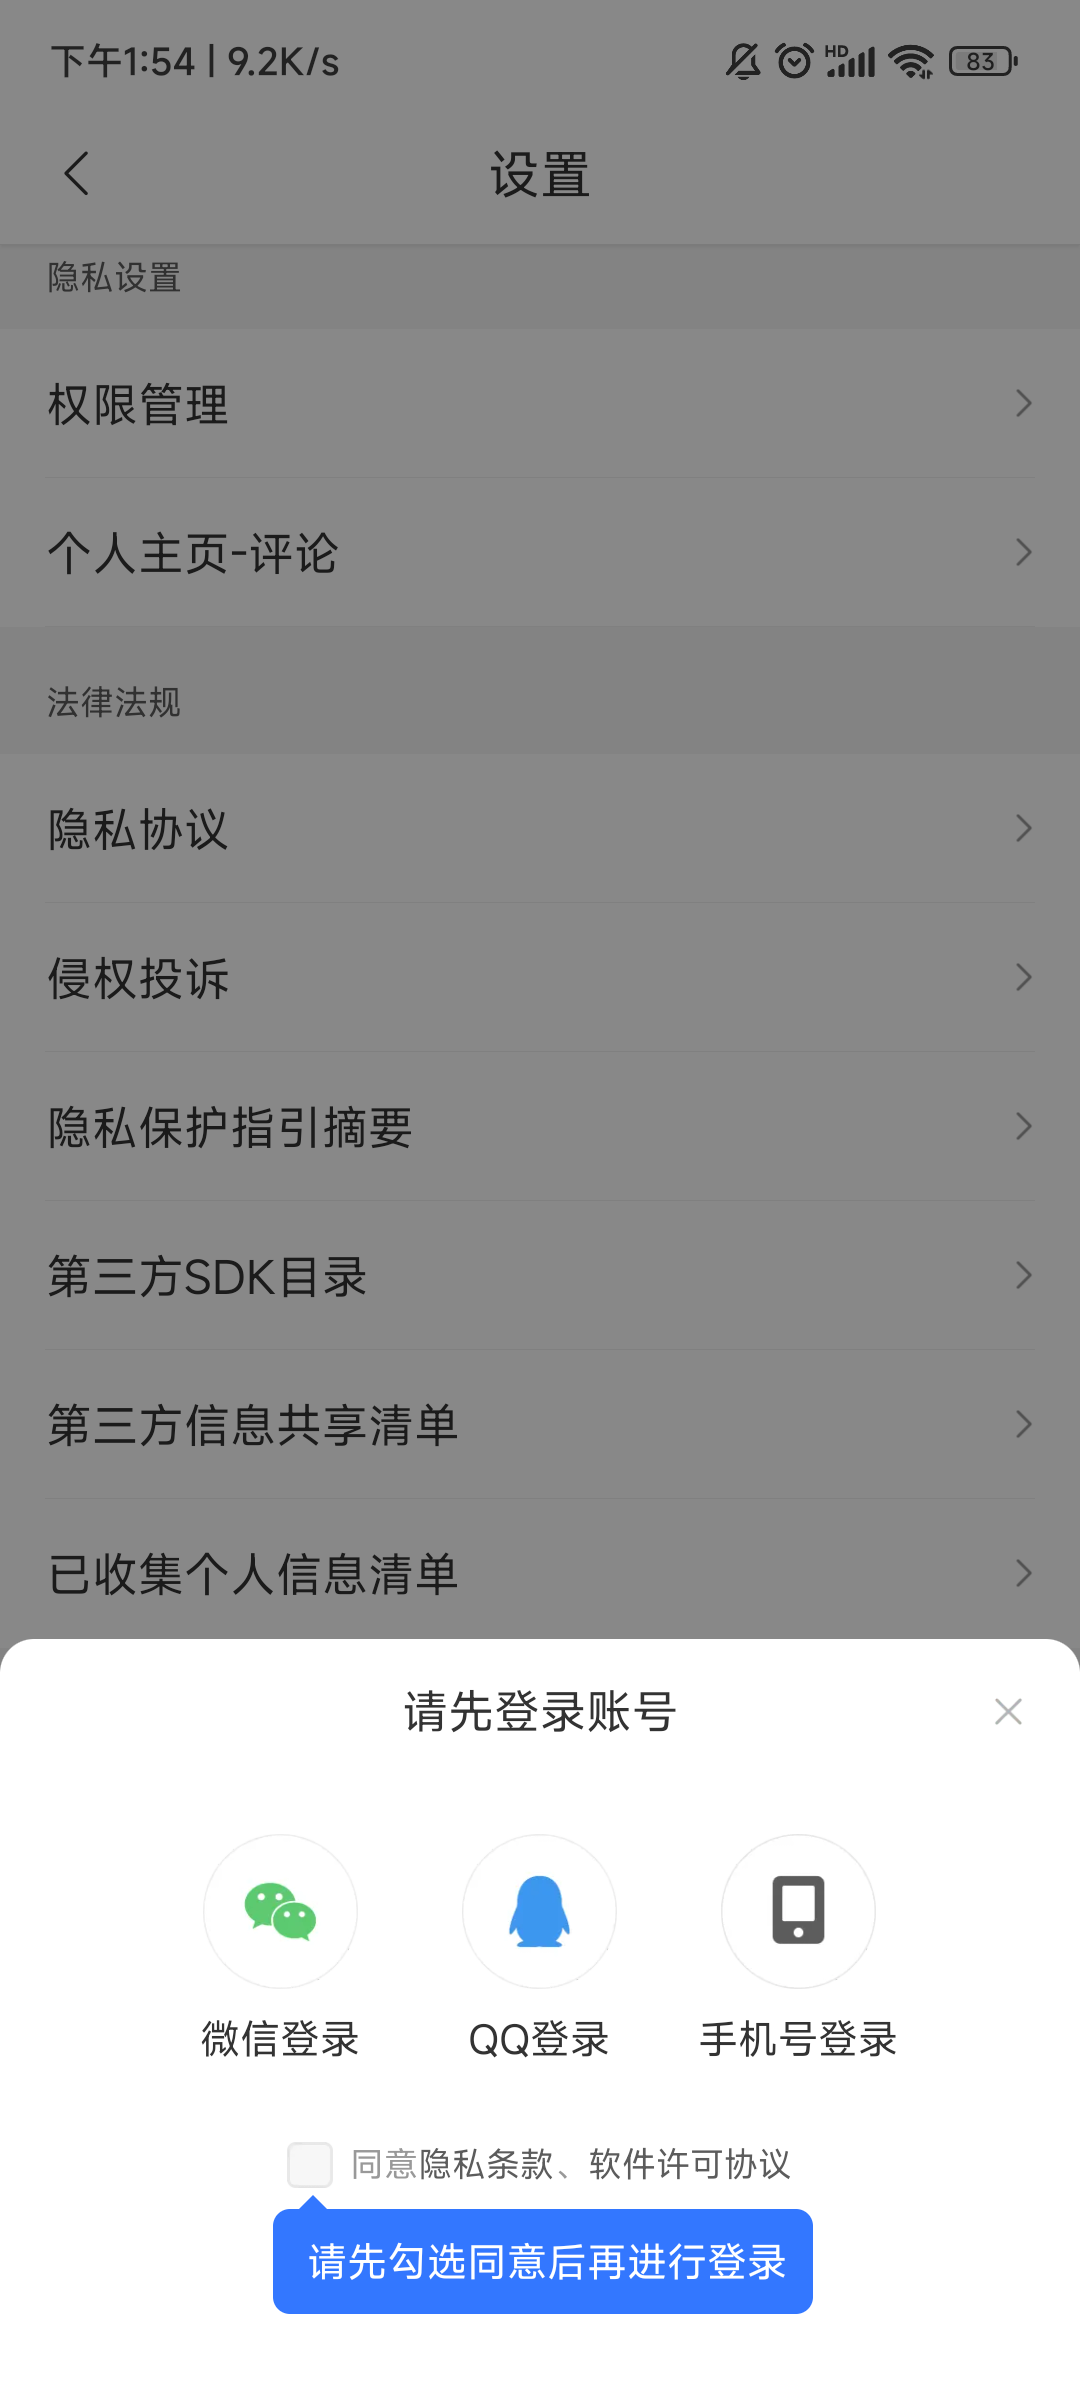 下午1:54 | 9.2K/s
HD
83
设置
隐私设置
权限管理
个人主页-评论
法律法规
隐私协议
侵权投诉
隐私保护指引摘要
第三方SDK目录
第三方信息共享清单
已收集个人信息清单
请先登录账号
微信登录 QQ登录 手机号登录
同意隐私条款、软件许可协议
请先勾选同意后再进行登录